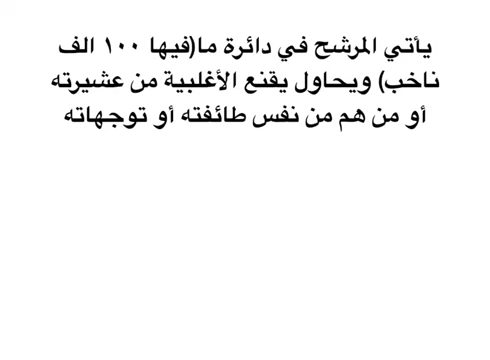 يأتي المرشح في دائرة ما(فيها ١٠٠ الف
ناخب) ويحاول يقنع الأغلبية من عشيرته
أو من هم من نفس طائفته أو توجهاته